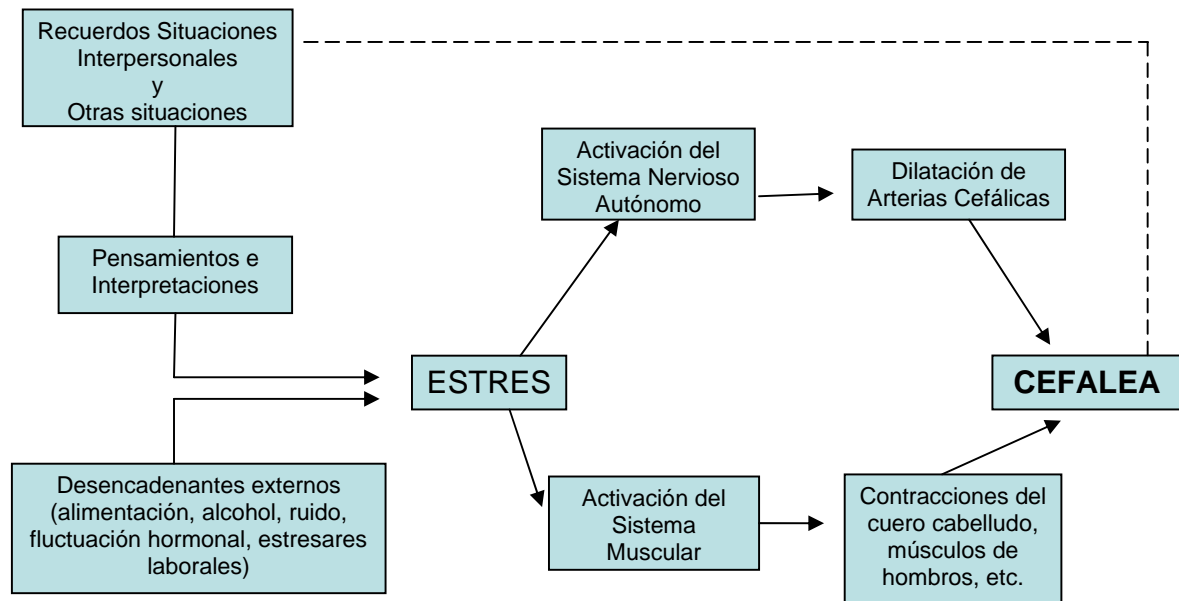 Recuerdos Situaciones
Interpersonales
y
Otras situaciones
Activación del
Sistema Nervioso
Autónomo
Dilatación de
Arterias Cefálicas
Pensamientos e
Interpretaciones
ESTRES
CEFALEA
Desencadenantes externos
(alimentación, alcohol, ruido,
fluctuación hormonal, estresares
laborales)
Activación del
Sistema
Muscular
Contracciones del
cuero cabelludo,
músculos de
hombros, etc.